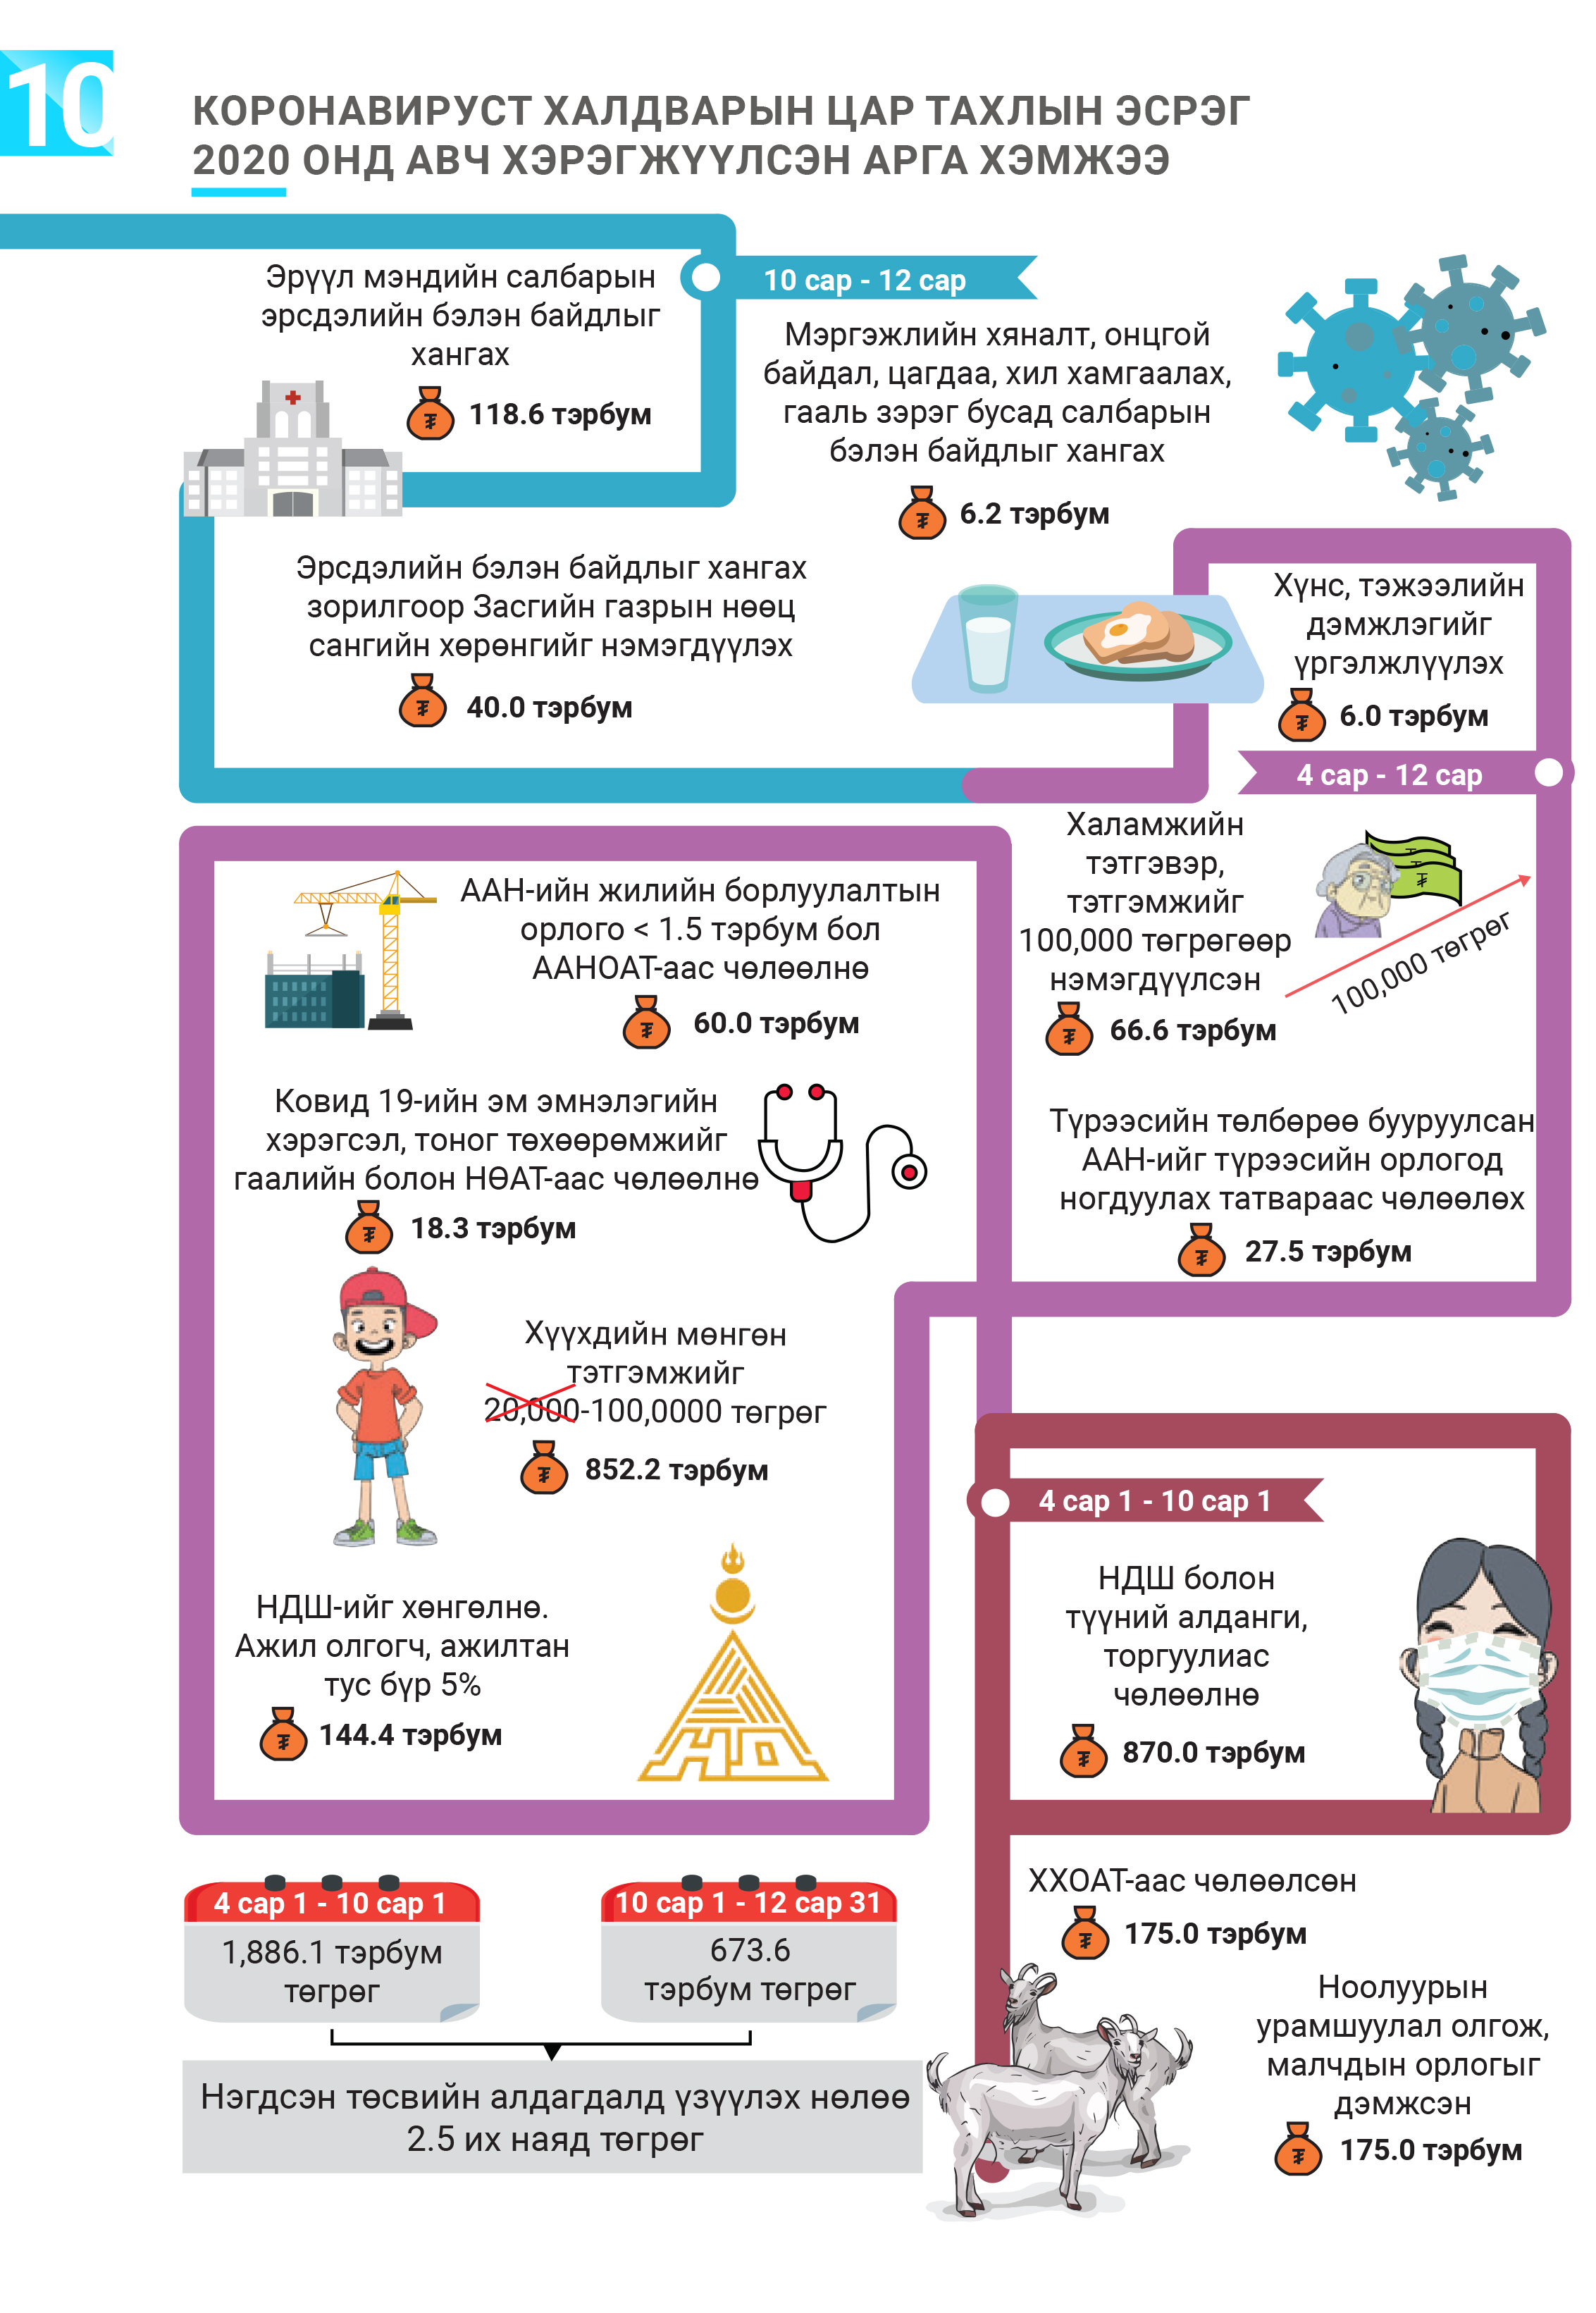 10
КОРОНАВИРУСТ ХАЛДВАРЫН ЦАР ТАХЛЫН ЭСРЭГ
2020 ОНД АВЧ ХЭРЭГЖҮҮЛСЭН АРГА ХЭМЖЭЭ
Эрүүл мэндийн салбарын
эрсдэлийн бэлэн байдлыг
хангах
118.6 тэрбум
10 сар - 12 сар
Мэргэжлийн хяналт, онцгой
байдал, цагдаа, хил хамгаалах,
гааль зэрэг бусад салбарын
бэлэн байдлыг хангах
6.2 тэрбум
Эрсдэлийн бэлэн байдлыг хангах
зорилгоор Засгийн газрын нөөц
сангийн хөрөнгийг нэмэгдүүлэх
40.0 тэрбум
Хүнс, тэжээлийн
дэмжлэгийг
үргэлжлүүлэх
6.0 тэрбум
4 сар - 12 сар
Халамжийн
тэтгэвэр,
тэтгэмжийг
100,000 төгрөгөөр
нэмэгдүүлсэн
66.6 тэрбум
100,000 төгрөг
Түрээсийн төлбөрөө бууруулсан
ААН-ийг түрээсийн орлогод
ногдуулах татвараас чөлөөлөх
27.5 тэрбум
ААН-ийн жилийн борлуулалтын
орлого < 1.5 тэрбум бол
ААНОАТ-аас чөлөөлнө
60.0 тэрбум
Ковид 19-ийн эм эмнэлэгийн
хэрэгсэл, тоног төхөөрөмжийг
гаалийн болон НӨАТ-аас чөлөөлнө
18.3 тэрбум
Хүүхдийн мөнгөн
тэтгэмжийг
20,000-100,0000 төгрөг
852.2 тэрбум
НДШ-ийг хөнгөлнө.
Ажил олгогч, ажилтан
тус бүр 5%
144.4 тэрбум
НД
4 сар 1 - 10 сар 1
НДШ болон
түүний алданги,
торгуулиас
чөлөөлнө
870.0 тэрбум
ХХОАТ-аас чөлөөлсөн
175.0 тэрбум
Ноолуурын
урамшуулал олгож,
малчдын орлогыг
дэмжсэн
175.0 тэрбум
4 сар 1 - 10 сар 1
1,886.1 тэрбум
төгрөг
10 сар 1 - 12 сар 31
673.6
тэрбум төгрөг
Нэгдсэн төсвийн алдагдалд үзүүлэх нөлөө
2.5 их наяд төгрөг